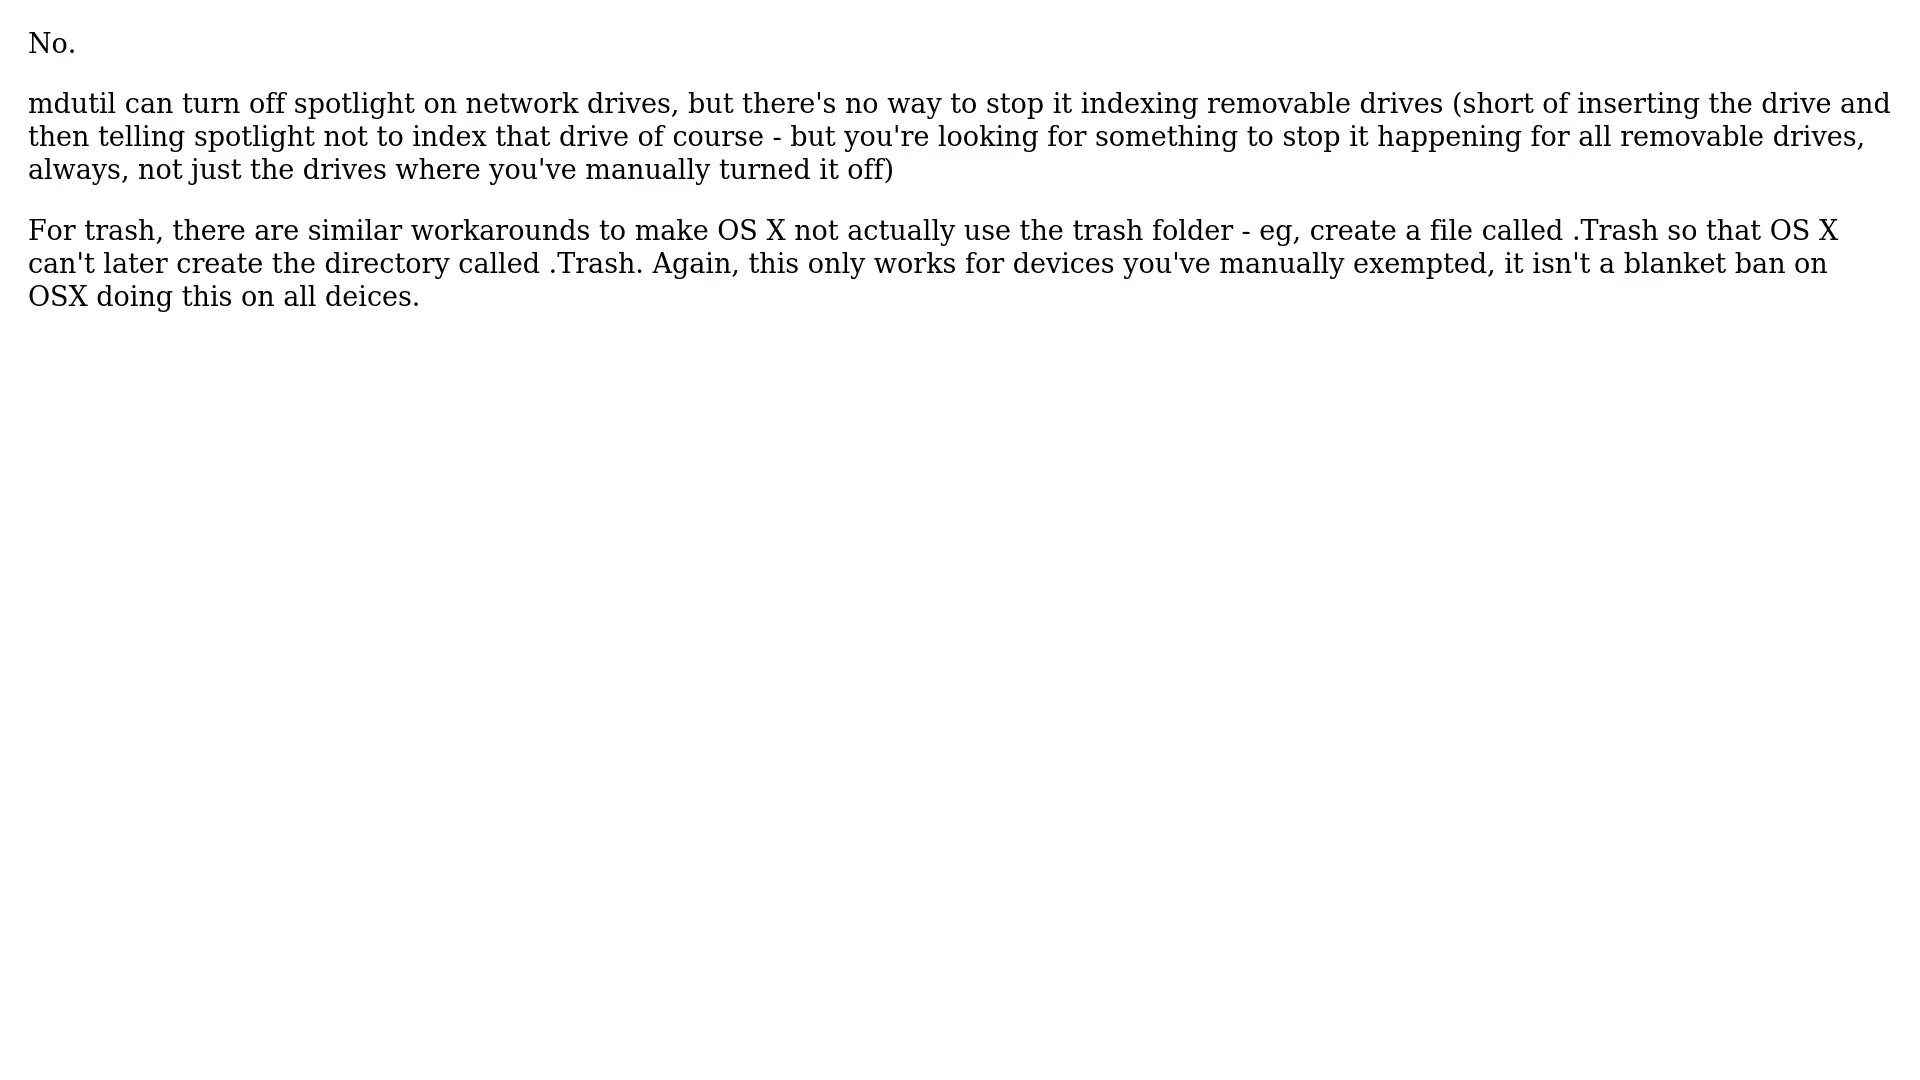 No.
mdutil can turn off spotlight on network drives, but there's no way to stop it indexing removable drives (short of inserting the drive and
then telling spotlight not to index that drive of course - but you're looking for something to stop it happening for all removable drives,
always, not just the drives where you've manually turned it off)
For trash, there are similar workarounds to make OS X not actually use the trash folder - eg, create a file called .Trash so that OS X
can't later create the directory called .Trash. Again, this only works for devices you've manually exempted, it isn't a blanket ban on
OSX doing this on all deices.